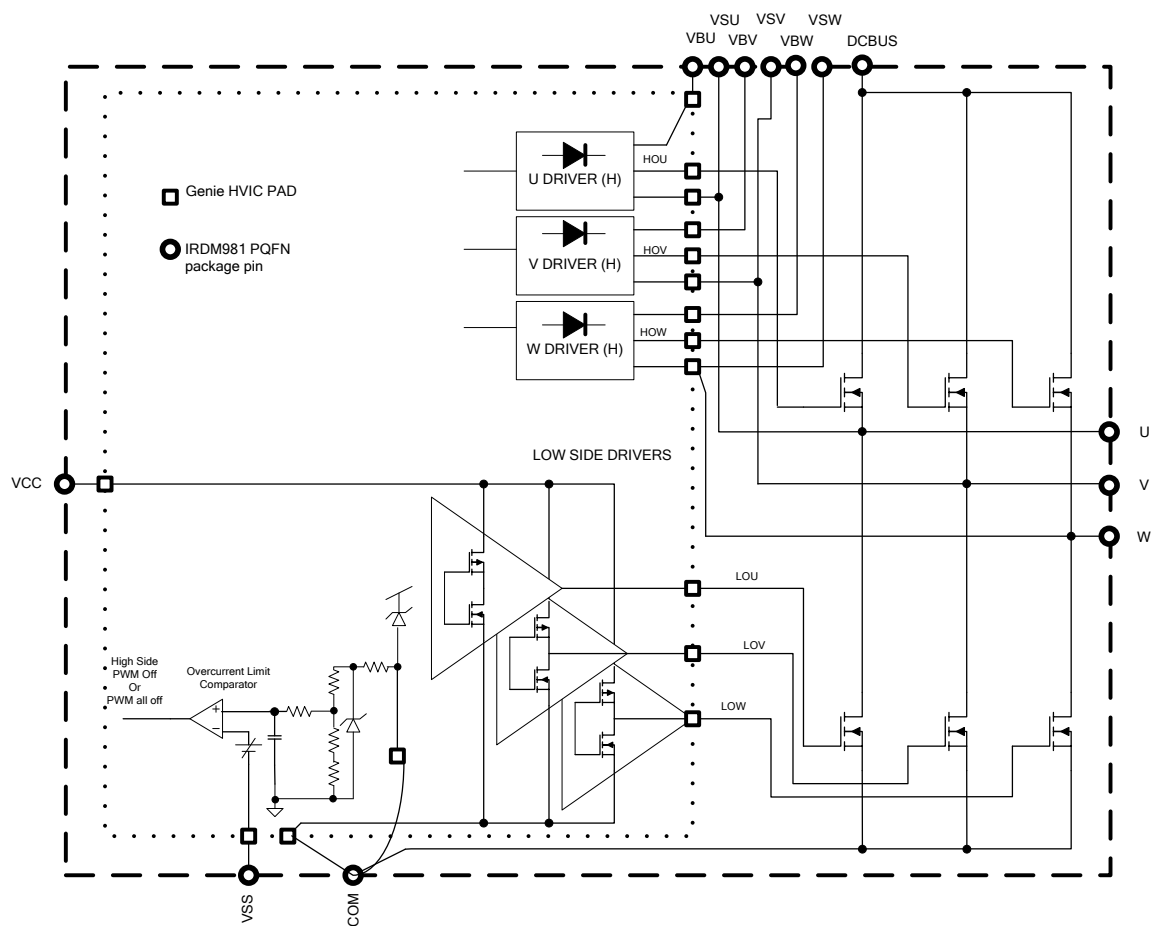 VSU
VSV
VSW
VBU
VBV
VBW
DCBUS
HOU
U DRIVER (H)
Genie HVIC PAD
IRDM981 PQFN
package pin
HOV
V DRIVER (H)
HOW
W DRIVER (H)
U
LOW SIDE DRIVERS
VCC
V
W
LOU
LOV
High Side
PWM Off
Or
PWM all off
Overcurrent Limit
Comparator
LOW
+
−
VSS
COM